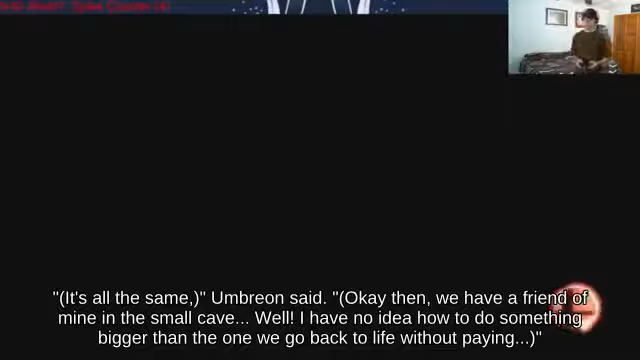 "(It's all the same,)" Umbreon said. "(Okay then, we have a friend of
mine in the small cave... Well! I have no idea how to do something
bigger than the one we go back to life without paying...)"